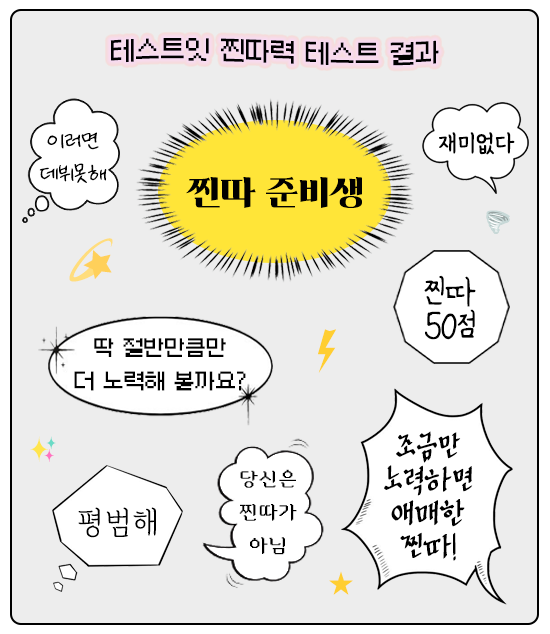 테스트잇 찐따력 테스트 결과
이러면
데뷔못해
찐따 준비생
재미없다
찐따
50점
딱 절반만큼만
더 노력해 볼까요?
조금만
노력하면
애매한
찐따!
평범해
당신은
찐따가
아님